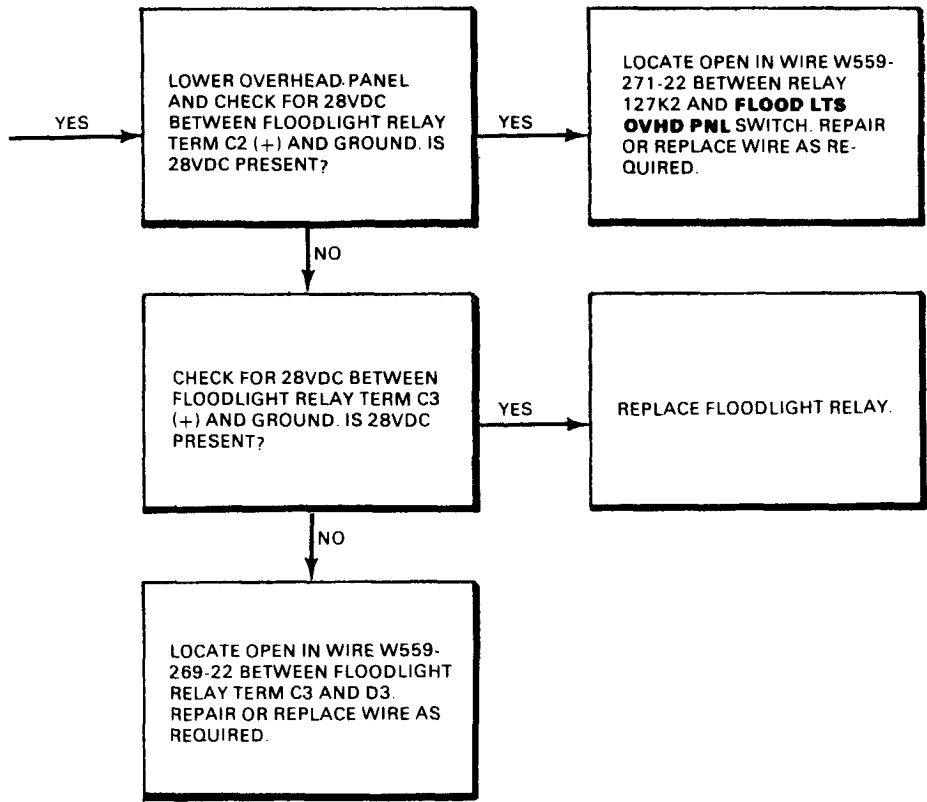 YES
LOWER OVERHEAD PANEL
AND CHECK FOR 28VDC
BETWEEN FLOODLIGHT RELAY
TERM C2 (+) AND GROUND. IS
28VDC PRESENT?
YES
LOCATE OPEN IN WIRE W559-
271-22 BETWEEN RELAY
127K2 AND FLOOD LTS
OVHD PNL SWITCH. REPAIR
OR REPLACE WIRE AS RE-
QUIRED.
NO
CHECK FOR 28VDC BETWEEN
FLOODLIGHT RELAY TERM C3
(+) AND GROUND. IS 28VDC
PRESENT?
YES
REPLACE FLOODLIGHT RELAY.
NO
LOCATE OPEN IN WIRE W559-
269-22 BETWEEN FLOODLIGHT
RELAY TERM C3 AND D3.
REPAIR OR REPLACE WIRE AS
REQUIRED.